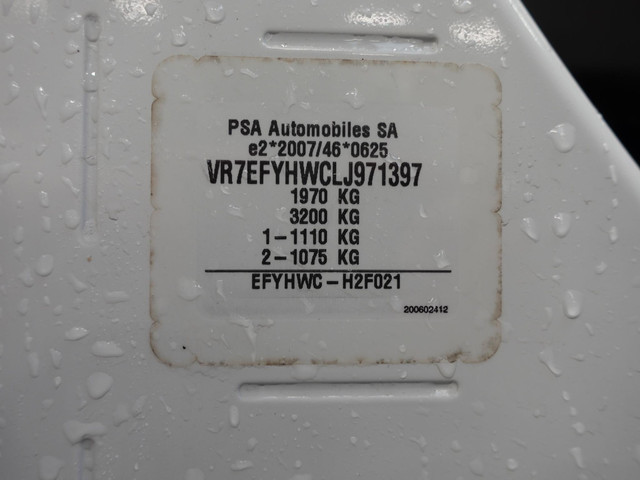 PSA Automobiles SA
e2*2007/46*0625
VR7EFYHWCLJ971397
1970 KG
3200 KG
1-1110 KG
2-1075 KG
EFYHWC-H2F021
200602412